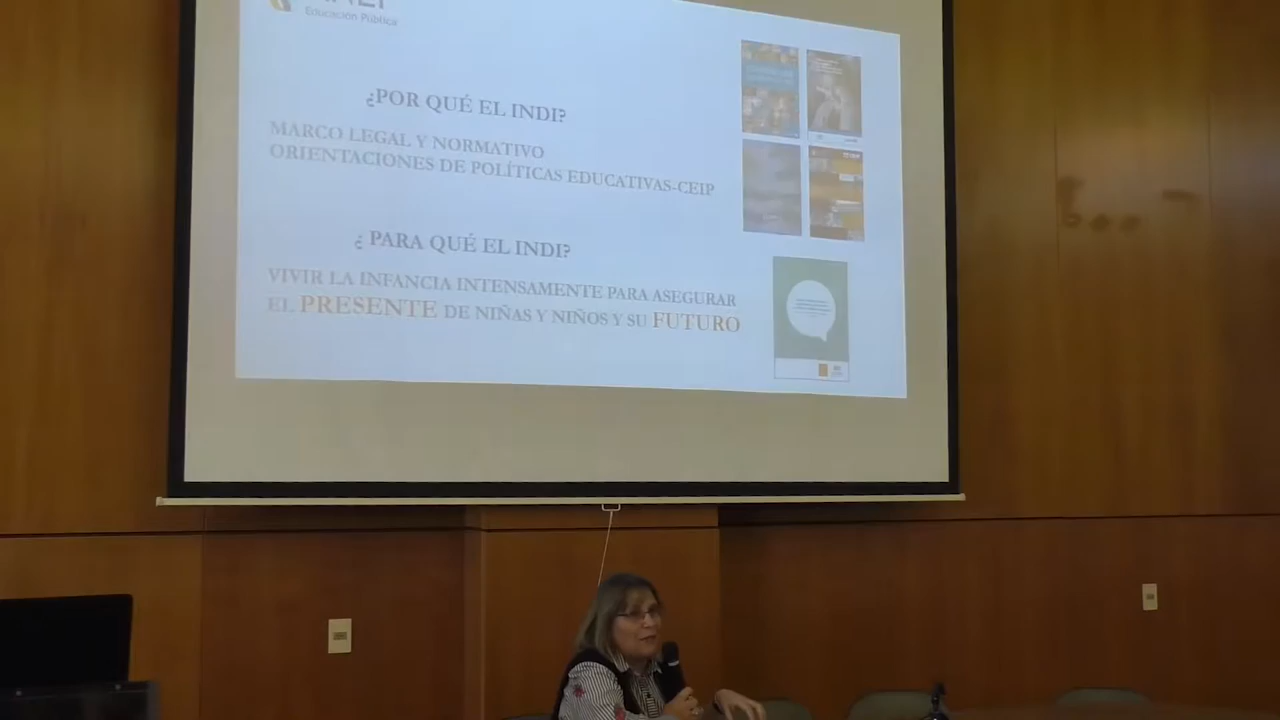 Educación Pública
¿POR QUÉ EL INDI?
MARCO LEGAL Y NORMATIVO
ORIENTACIONES DE POLÍTICAS EDUCATIVAS-CEIP
¿ PARA QUÉ EL INDI?
VIVIR LA INFANCIA INTENSAMENTE PARA ASEGURAR
EL PRESENTE DE NIÑAS Y NIÑOS Y SU FUTURO